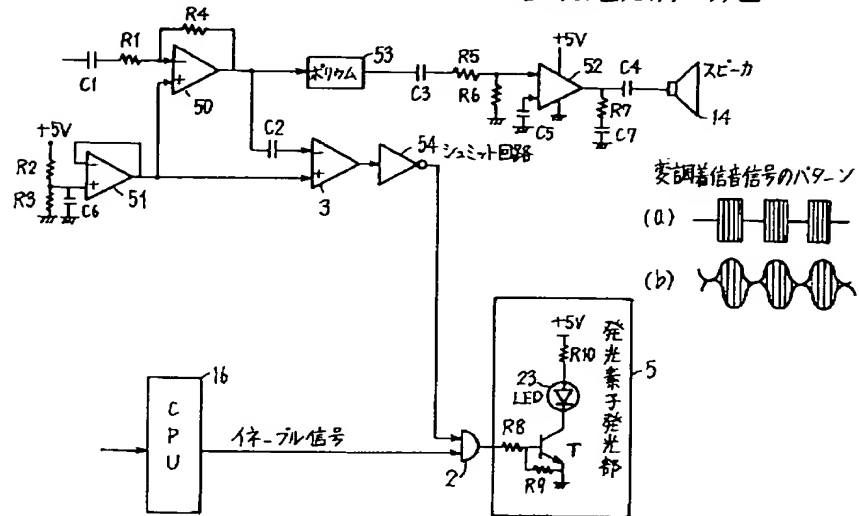 R4
R1
C1
50
ボリウム
53
C3
R5
R6
+5V
52
C4
C5
R7
C7
スピーカ
14
+5V
R2
R3
C6
51
C2
3
54
シュミット回路
変調着信音信号のパターン
(a)
(b)
16
CPU
イネーブル信号
2
+5V
R10
23
LED
R8
R9
T
発光素子発光部
5